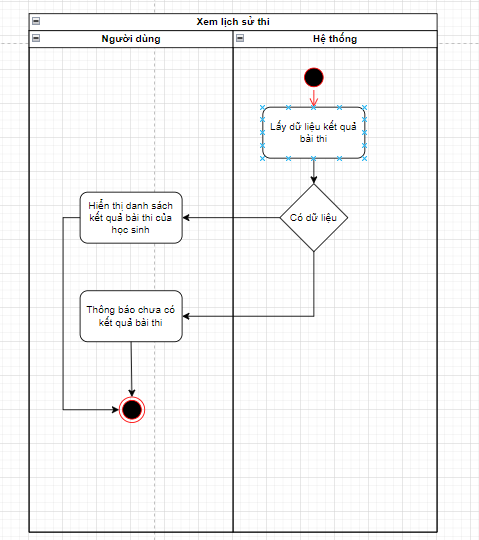 Xem lịch sử thi
Người dùng
Hệ thống
Lấy dữ liệu kết quả
bài thi
Có dữ liệu
Hiển thị danh sách
kết quả bài thi của
học sinh
Thông báo chưa có
kết quả bài thi